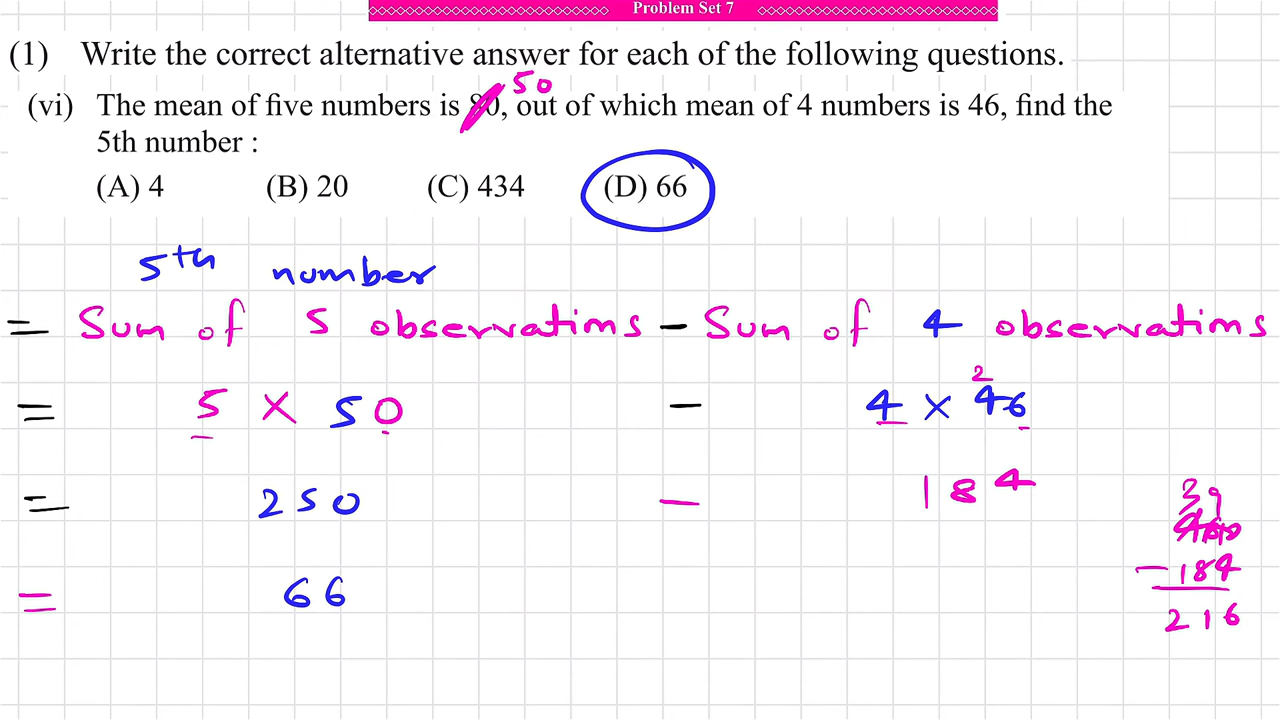 Problem Set 7
(1) Write the correct alternative answer for each of the following questions.
50
(vi) The mean of five numbers is 80, out of which mean of 4 numbers is 46, find the
5th number :
(A) 4 (B) 20 (C) 434 (D) 66
5th number
= Sum of 5 observations - Sum of 4 observations
2
= 5 × 50 - 4 × 46
= 250 - 184
39
400
- 184
216
= 66